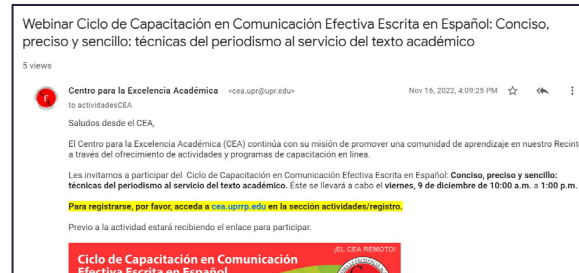 Webinar Ciclo de Capacitación en Comunicación Efectiva Escrita en Español: Conciso,
preciso y sencillo: técnicas del periodismo al servicio del texto académico
5 views
Centro para la Excelencia Académica <cea.upr@upr.edu>
Nov 16, 2022, 4:09:25 PM
to actividadesCEA
Saludos desde el CEA,
El Centro para la Excelencia Académica (CEA) continúa con su misión de promover una comunidad de aprendizaje en nuestro Recinto
a través del ofrecimiento de actividades y programas de capacitación en línea.
Les invitamos a participar del Ciclo de Capacitación en Comunicación Efectiva Escrita en Español: Conciso, preciso y sencillo:
técnicas del periodismo al servicio del texto académico. Éste se llevará a cabo el viernes, 9 de diciembre de 10:00 a.m. a 1:00 p.m.
Para registrarse, por favor, acceda a cea.uprrp.edu en la sección actividades/registro.
Previo a la actividad estará recibiendo el enlace para participar.
¡EL CEA REMOTO!
Ciclo de Capacitación en Comunicación
Efectiva Escrita en Español